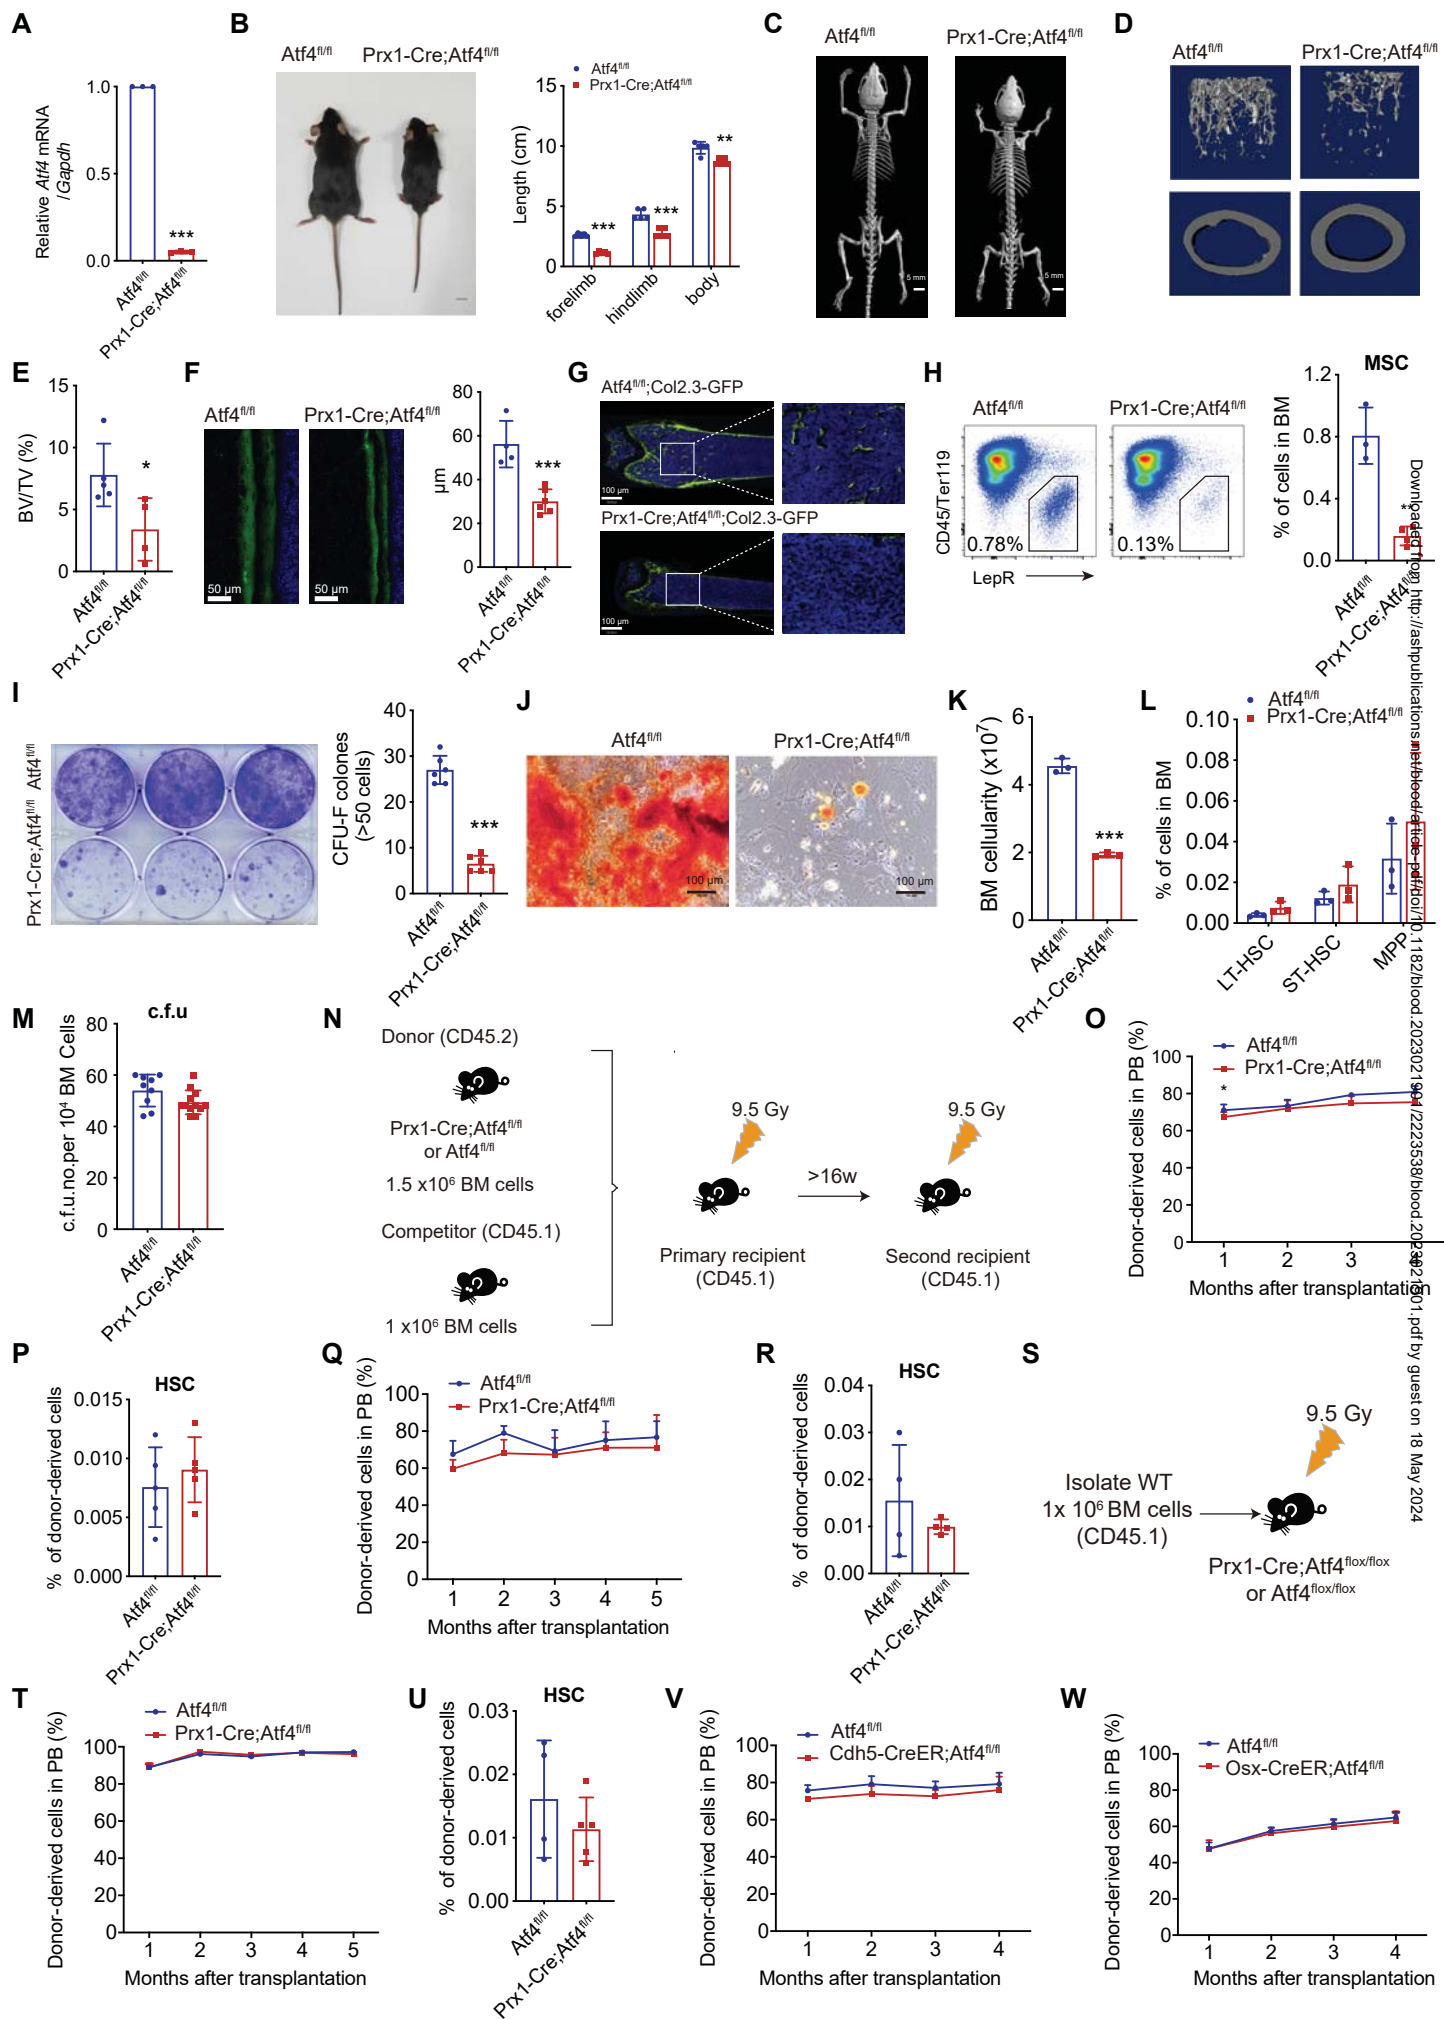 A
Relative Atf4 mRNA
/Gapdh
1.0
0.5
0.0
***
Atf4fl/fl
Prx1-Cre;Atf4fl/fl
B
Atf4fl/fl
Prx1-Cre;Atf4fl/fl
Atf4fl/fl
Prx1-Cre;Atf4fl/fl
Length (cm)
15
10
5
0
***
***
**
forelimb
hindlimb
body
C
Atf4fl/fl
Prx1-Cre;Atf4fl/fl
5 mm
5 mm
D
Atf4fl/fl
Prx1-Cre;Atf4fl/fl
E
BV/TV (%)
15
10
5
0
*
Atf4fl/fl
Prx1-Cre;Atf4fl/fl
F
Atf4fl/fl
Prx1-Cre;Atf4fl/fl
50 µm
50 µm
µm
80
60
40
20
0
***
Atf4fl/fl
Prx1-Cre;Atf4fl/fl
G
Atf4fl/fl;Col2.3-GFP
100 µm
Prx1-Cre;Atf4fl/fl;Col2.3-GFP
100 µm
H
Atf4fl/fl
Prx1-Cre;Atf4fl/fl
CD45/Ter119
0.78%
0.13%
LepR
MSC
% of cells in BM
1.2
0.8
0.4
0.0
**
Atf4fl/fl
Prx1-Cre;Atf4fl/fl
I
Atf4fl/fl
Prx1-Cre;Atf4fl/fl
CFU-F colones
(>50 cells)
40
30
20
10
0
***
Atf4fl/fl
Prx1-Cre;Atf4fl/fl
J
Atf4fl/fl
Prx1-Cre;Atf4fl/fl
100 µm
100 µm
K
BM cellularity (x10⁷)
6
4
2
0
***
Atf4fl/fl
Prx1-Cre;Atf4fl/fl
L
Atf4fl/fl
Prx1-Cre;Atf4fl/fl
% of cells in BM
0.10
0.08
0.06
0.04
0.02
0.00
LT-HSC
ST-HSC
MPP
M
c.f.u
c.f.u.no.per 10⁴ BM Cells
80
60
40
20
0
Atf4fl/fl
Prx1-Cre;Atf4fl/fl
N
Donor (CD45.2)
Prx1-Cre;Atf4fl/fl
or Atf4fl/fl
1.5 x10⁶ BM cells
Competitor (CD45.1)
1 x10⁶ BM cells
9.5 Gy
Primary recipient
(CD45.1)
>16w
9.5 Gy
Second recipient
(CD45.1)
O
Atf4fl/fl
Prx1-Cre;Atf4fl/fl
Donor-derived cells in PB (%)
100
80
60
40
20
0
*
1 2 3 4
Months after transplantation
P
HSC
% of donor-derived cells
0.015
0.010
0.005
0.000
Atf4fl/fl
Prx1-Cre;Atf4fl/fl
Q
Atf4fl/fl
Prx1-Cre;Atf4fl/fl
Donor-derived cells in PB (%)
100
80
60
40
20
0
1 2 3 4 5
Months after transplantation
R
HSC
% of donor-derived cells
0.04
0.03
0.02
0.01
0.00
Atf4fl/fl
Prx1-Cre;Atf4fl/fl
S
9.5 Gy
Isolate WT
1x 10⁶ BM cells
(CD45.1)
Prx1-Cre;Atf4flox/flox
or Atf4flox/flox
T
Atf4fl/fl
Prx1-Cre;Atf4fl/fl
Donor-derived cells in PB (%)
100
80
60
40
20
0
1 2 3 4 5
Months after transplantation
U
HSC
% of donor-derived cells
0.03
0.02
0.01
0.00
Atf4fl/fl
Prx1-Cre;Atf4fl/fl
V
Atf4fl/fl
Cdh5-CreER;Atf4fl/fl
Donor-derived cells in PB (%)
100
80
60
40
20
0
1 2 3 4
Months after transplantation
W
Atf4fl/fl
Osx-CreER;Atf4fl/fl
Donor-derived cells in PB (%)
100
80
60
40
20
0
1 2 3 4
Months after transplantation
Downloaded from http://ashpublications.net/blood/article-pdf/doi/10.1182/blood.2023021901/2223538/blood.2023021901.pdf by guest on 18 May 2024